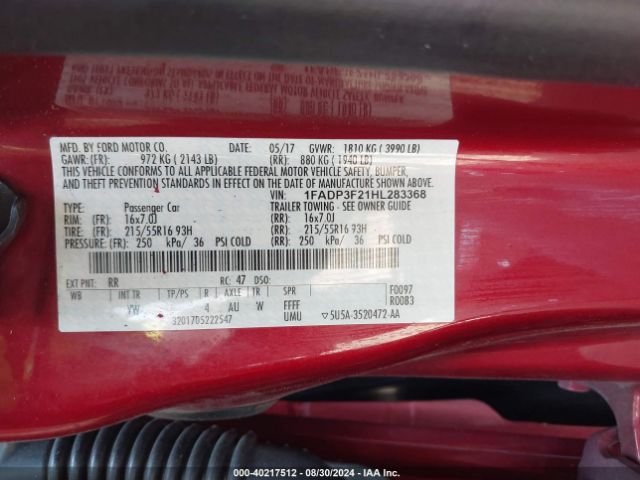 MFD. BY FORD MOTOR CO. DATE: 05/17 GVWR: 1810 KG ( 3990 LB)
GAWR: (FR) 972 KG ( 2143 LB) (RR) 880 KG ( 1940 LB)
THIS VEHICLE CONFORMS TO ALL APPLICABLE FEDERAL MOTOR VEHICLE SAFETY, BUMPER,
AND THEFT PREVENTION STANDARDS IN EFFECT ON THE DATE OF MANUFACTURE SHOWN ABOVE.
VIN: 1FADP3F21HL283368
TYPE: Passenger Car TRAILER TOWING - SEE OWNER GUIDE
RIM: (FR) 16x7.0J (RR) 16x7.0J
TIRE: (FR) 215/55R16 93H (RR) 215/55R16 93H
PRESSURE: (FR) 250 kPa/ 36 PSI COLD (RR) 250 kPa/ 36 PSI COLD
EXT PNT: RR RC: 47 DSO: F0097
WB INT TR TP/PS R AXLE TR SPR R0083
YW 4 AU W FFFF
3201705222547 UMU ▽5U5A-3520472-AA
000-40217512 - 08/30/2024 - IAA Inc.